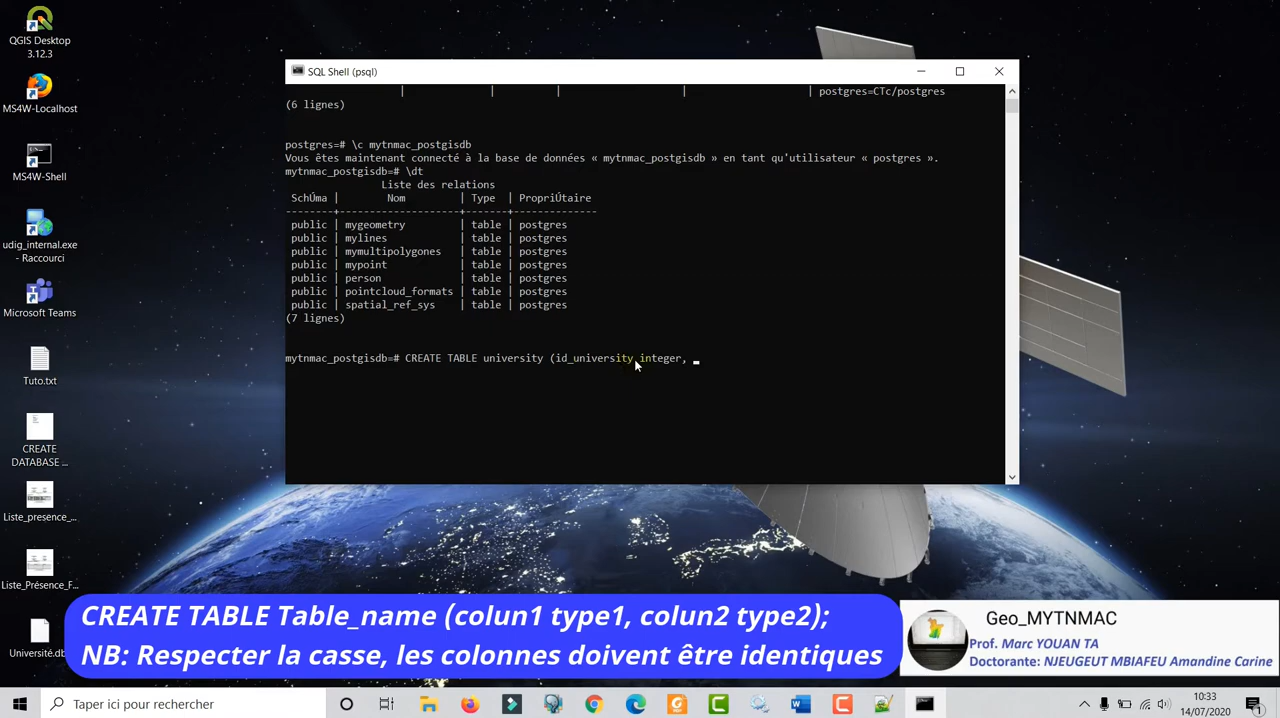 QGIS Desktop
3.12.3
MS4W-Localhost
MS4W-Shell
udig_internal.exe
- Raccourci
Microsoft Teams
Tuto.txt
CREATE
DATABASE ...
Liste_presence_...
Liste_Présence_F...
Université.db
SQL Shell (psql)
| | | | | postgres=CTc/postgres
(6 lignes)
postgres=# \c mytnmac_postgisdb
Vous êtes maintenant connecté à la base de données « mytnmac_postgisdb » en tant qu'utilisateur « postgres ».
mytnmac_postgisdb=# \dt
Liste des relations
SchÚma | Nom | Type | PropriÚtaire
--------+--------------------+-------+--------------
public | mygeometry | table | postgres
public | mylines | table | postgres
public | mymultipolygones | table | postgres
public | mypoint | table | postgres
public | person | table | postgres
public | pointcloud_formats | table | postgres
public | spatial_ref_sys | table | postgres
(7 lignes)
mytnmac_postgisdb=# CREATE TABLE university (id_university integer, _
CREATE TABLE Table_name (colun1 type1, colun2 type2);
NB: Respecter la casse, les colonnes doivent être identiques
Geo_MYTNMAC
Prof. Marc YOUAN TA
Doctorante: NJEUGEUT MBIAFEU Amandine Carine
Taper ici pour rechercher
10:33
14/07/2020
1